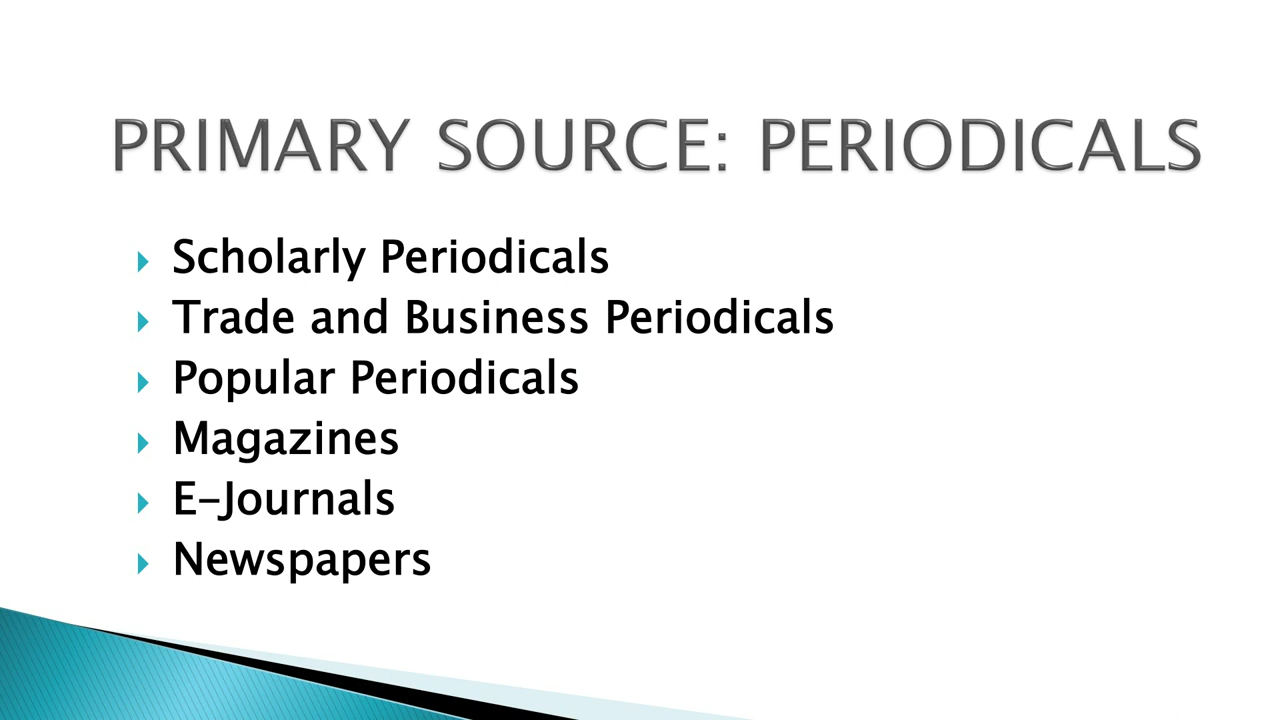 PRIMARY SOURCE: PERIODICALS
Scholarly Periodicals
Trade and Business Periodicals
Popular Periodicals
Magazines
E-Journals
Newspapers